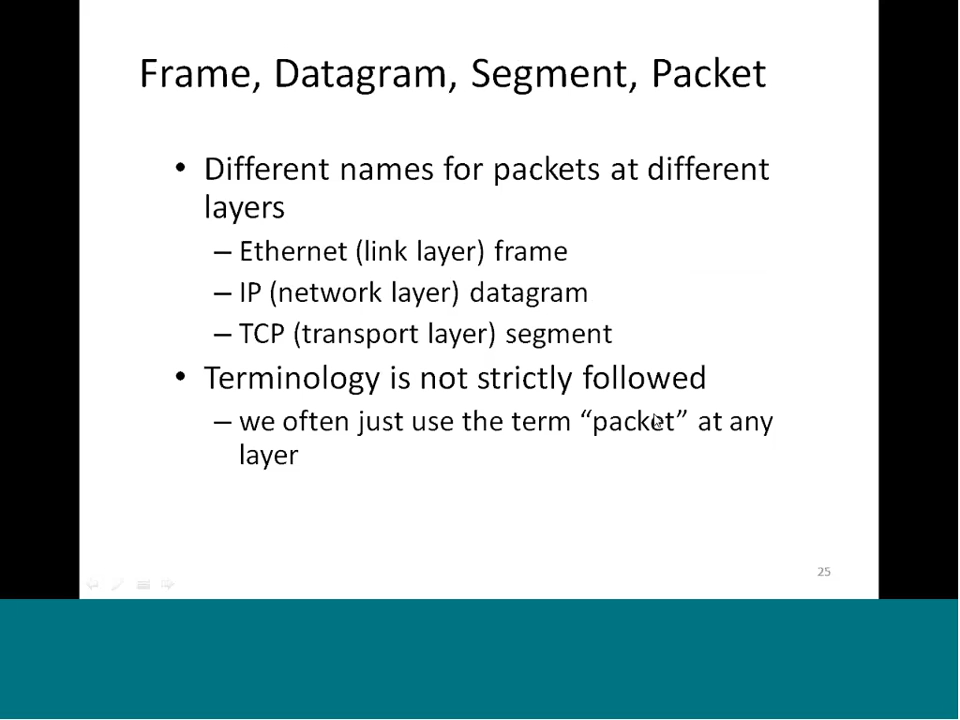 Frame, Datagram, Segment, Packet
• Different names for packets at different
layers
– Ethernet (link layer) frame
– IP (network layer) datagram
– TCP (transport layer) segment
• Terminology is not strictly followed
– we often just use the term “packet” at any
layer
25